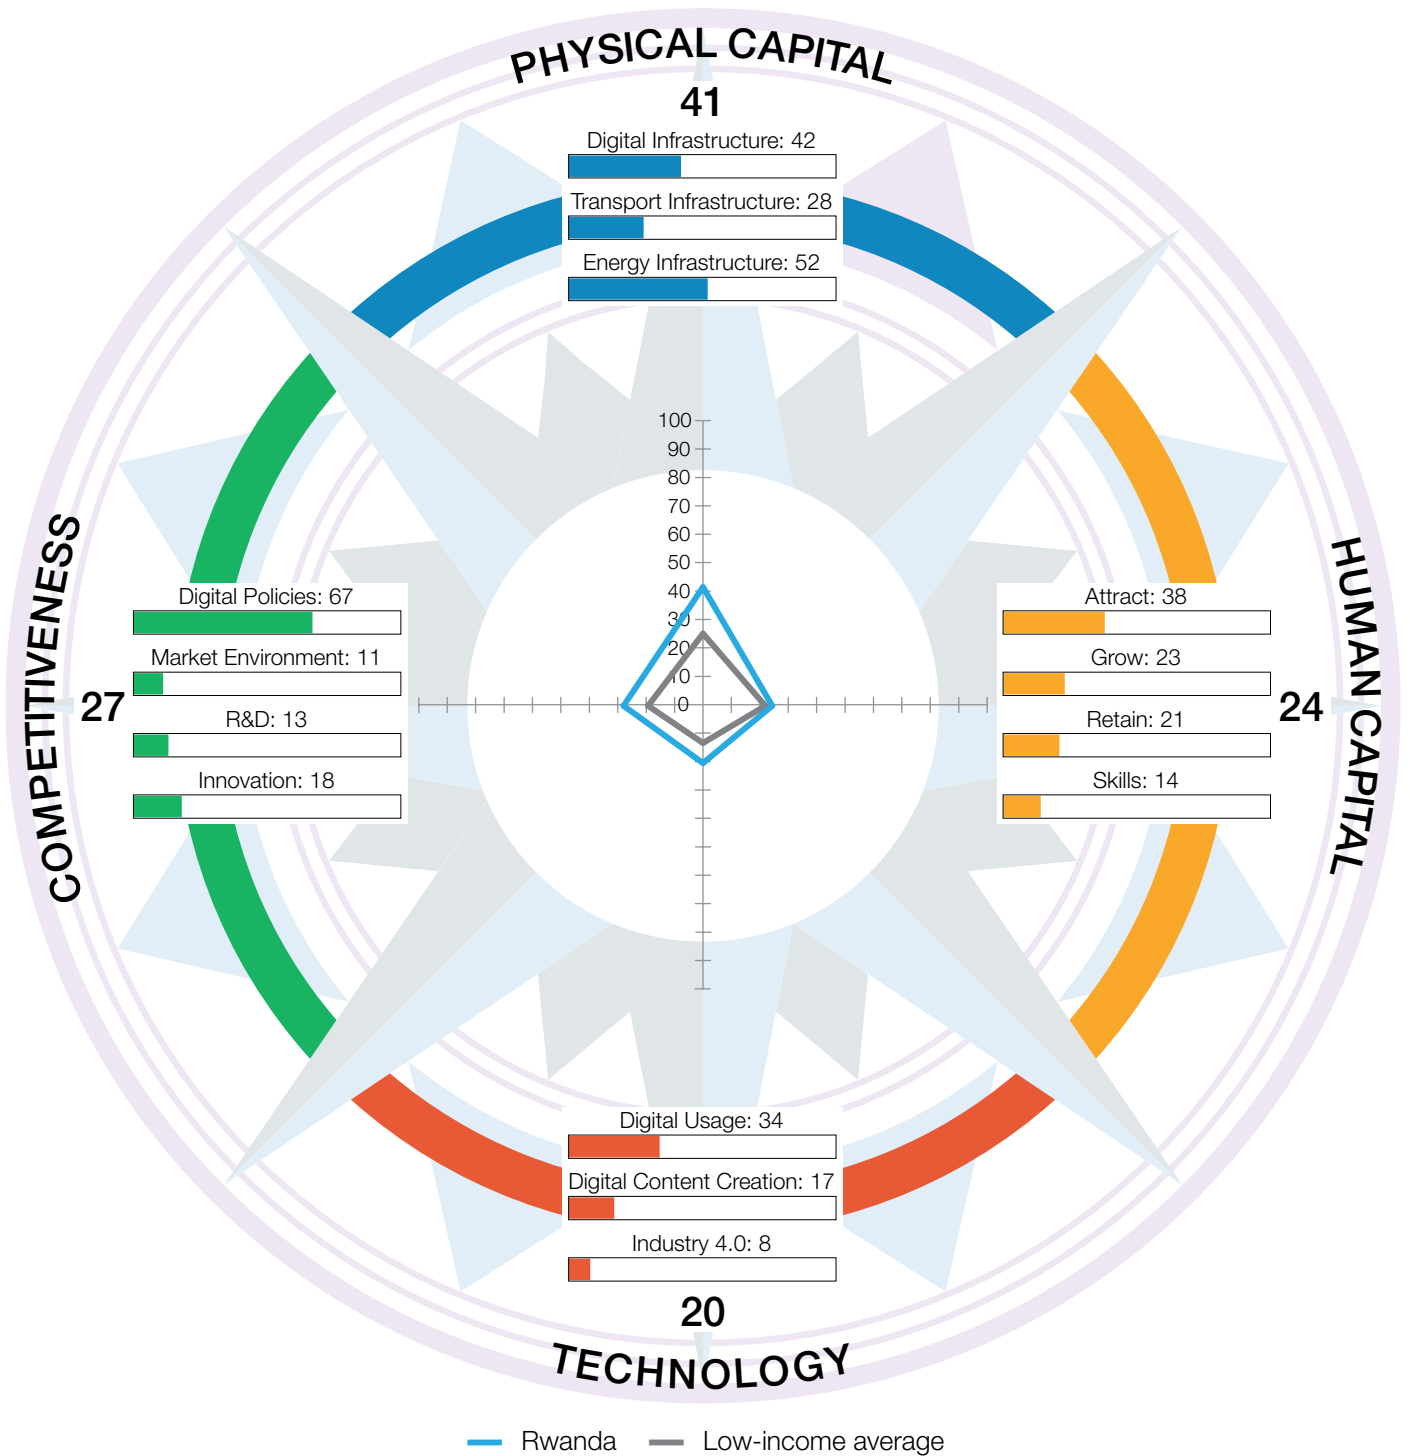 PHYSICAL CAPITAL
41
Digital Infrastructure: 42
Transport Infrastructure: 28
Energy Infrastructure: 52
100
90
80
70
60
50
40
30
20
10
0
COMPETITIVENESS
27
Digital Policies: 67
Market Environment: 11
R&D: 13
Innovation: 18
HUMAN CAPITAL
24
Attract: 38
Grow: 23
Retain: 21
Skills: 14
Digital Usage: 34
Digital Content Creation: 17
Industry 4.0: 8
20
TECHNOLOGY
Rwanda
Low-income average